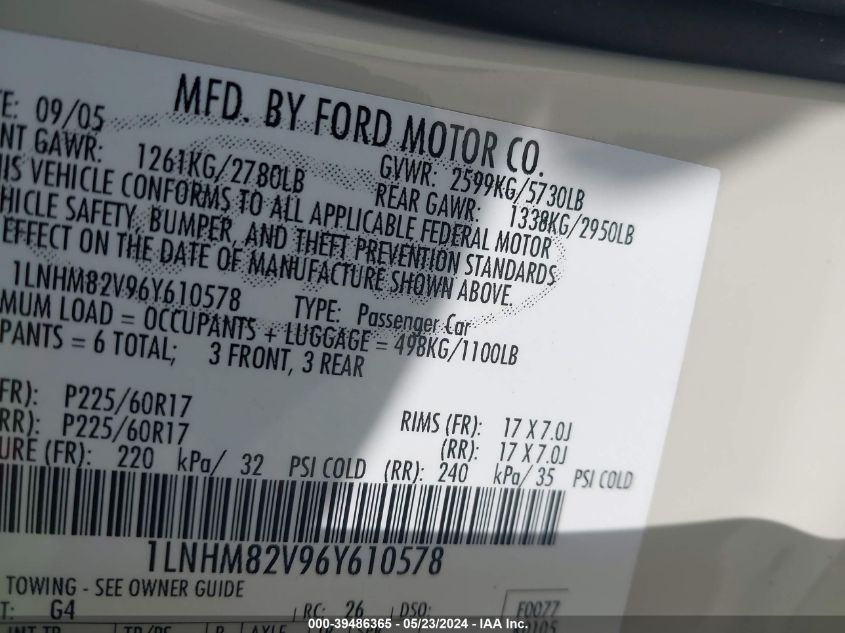 MFD. BY FORD MOTOR CO.
TE: 09/05
NT GAWR: 1261KG/2780LB
GVWR: 2599KG/5730LB
REAR GAWR: 1338KG/2950LB
IS VEHICLE CONFORMS TO ALL APPLICABLE FEDERAL MOTOR
HICLE SAFETY, BUMPER, AND THEFT PREVENTION STANDARDS
EFFECT ON THE DATE OF MANUFACTURE SHOWN ABOVE.
1LNHM82V96Y610578 TYPE: Passenger Car
MUM LOAD = OCCUPANTS + LUGGAGE = 498KG/1100LB
PANTS = 6 TOTAL; 3 FRONT, 3 REAR
FR): P225/60R17 RIMS (FR): 17 X 7.0J
RR): P225/60R17 (RR): 17 X 7.0J
URE (FR): 220 kPa/ 32 PSI COLD (RR): 240 kPa/ 35 PSI COLD
1LNHM82V96Y610578
TOWING - SEE OWNER GUIDE
T: G4 RC: 26 DSO: F0077
INT TR
000-39486365 - 05/23/2024 - IAA Inc.